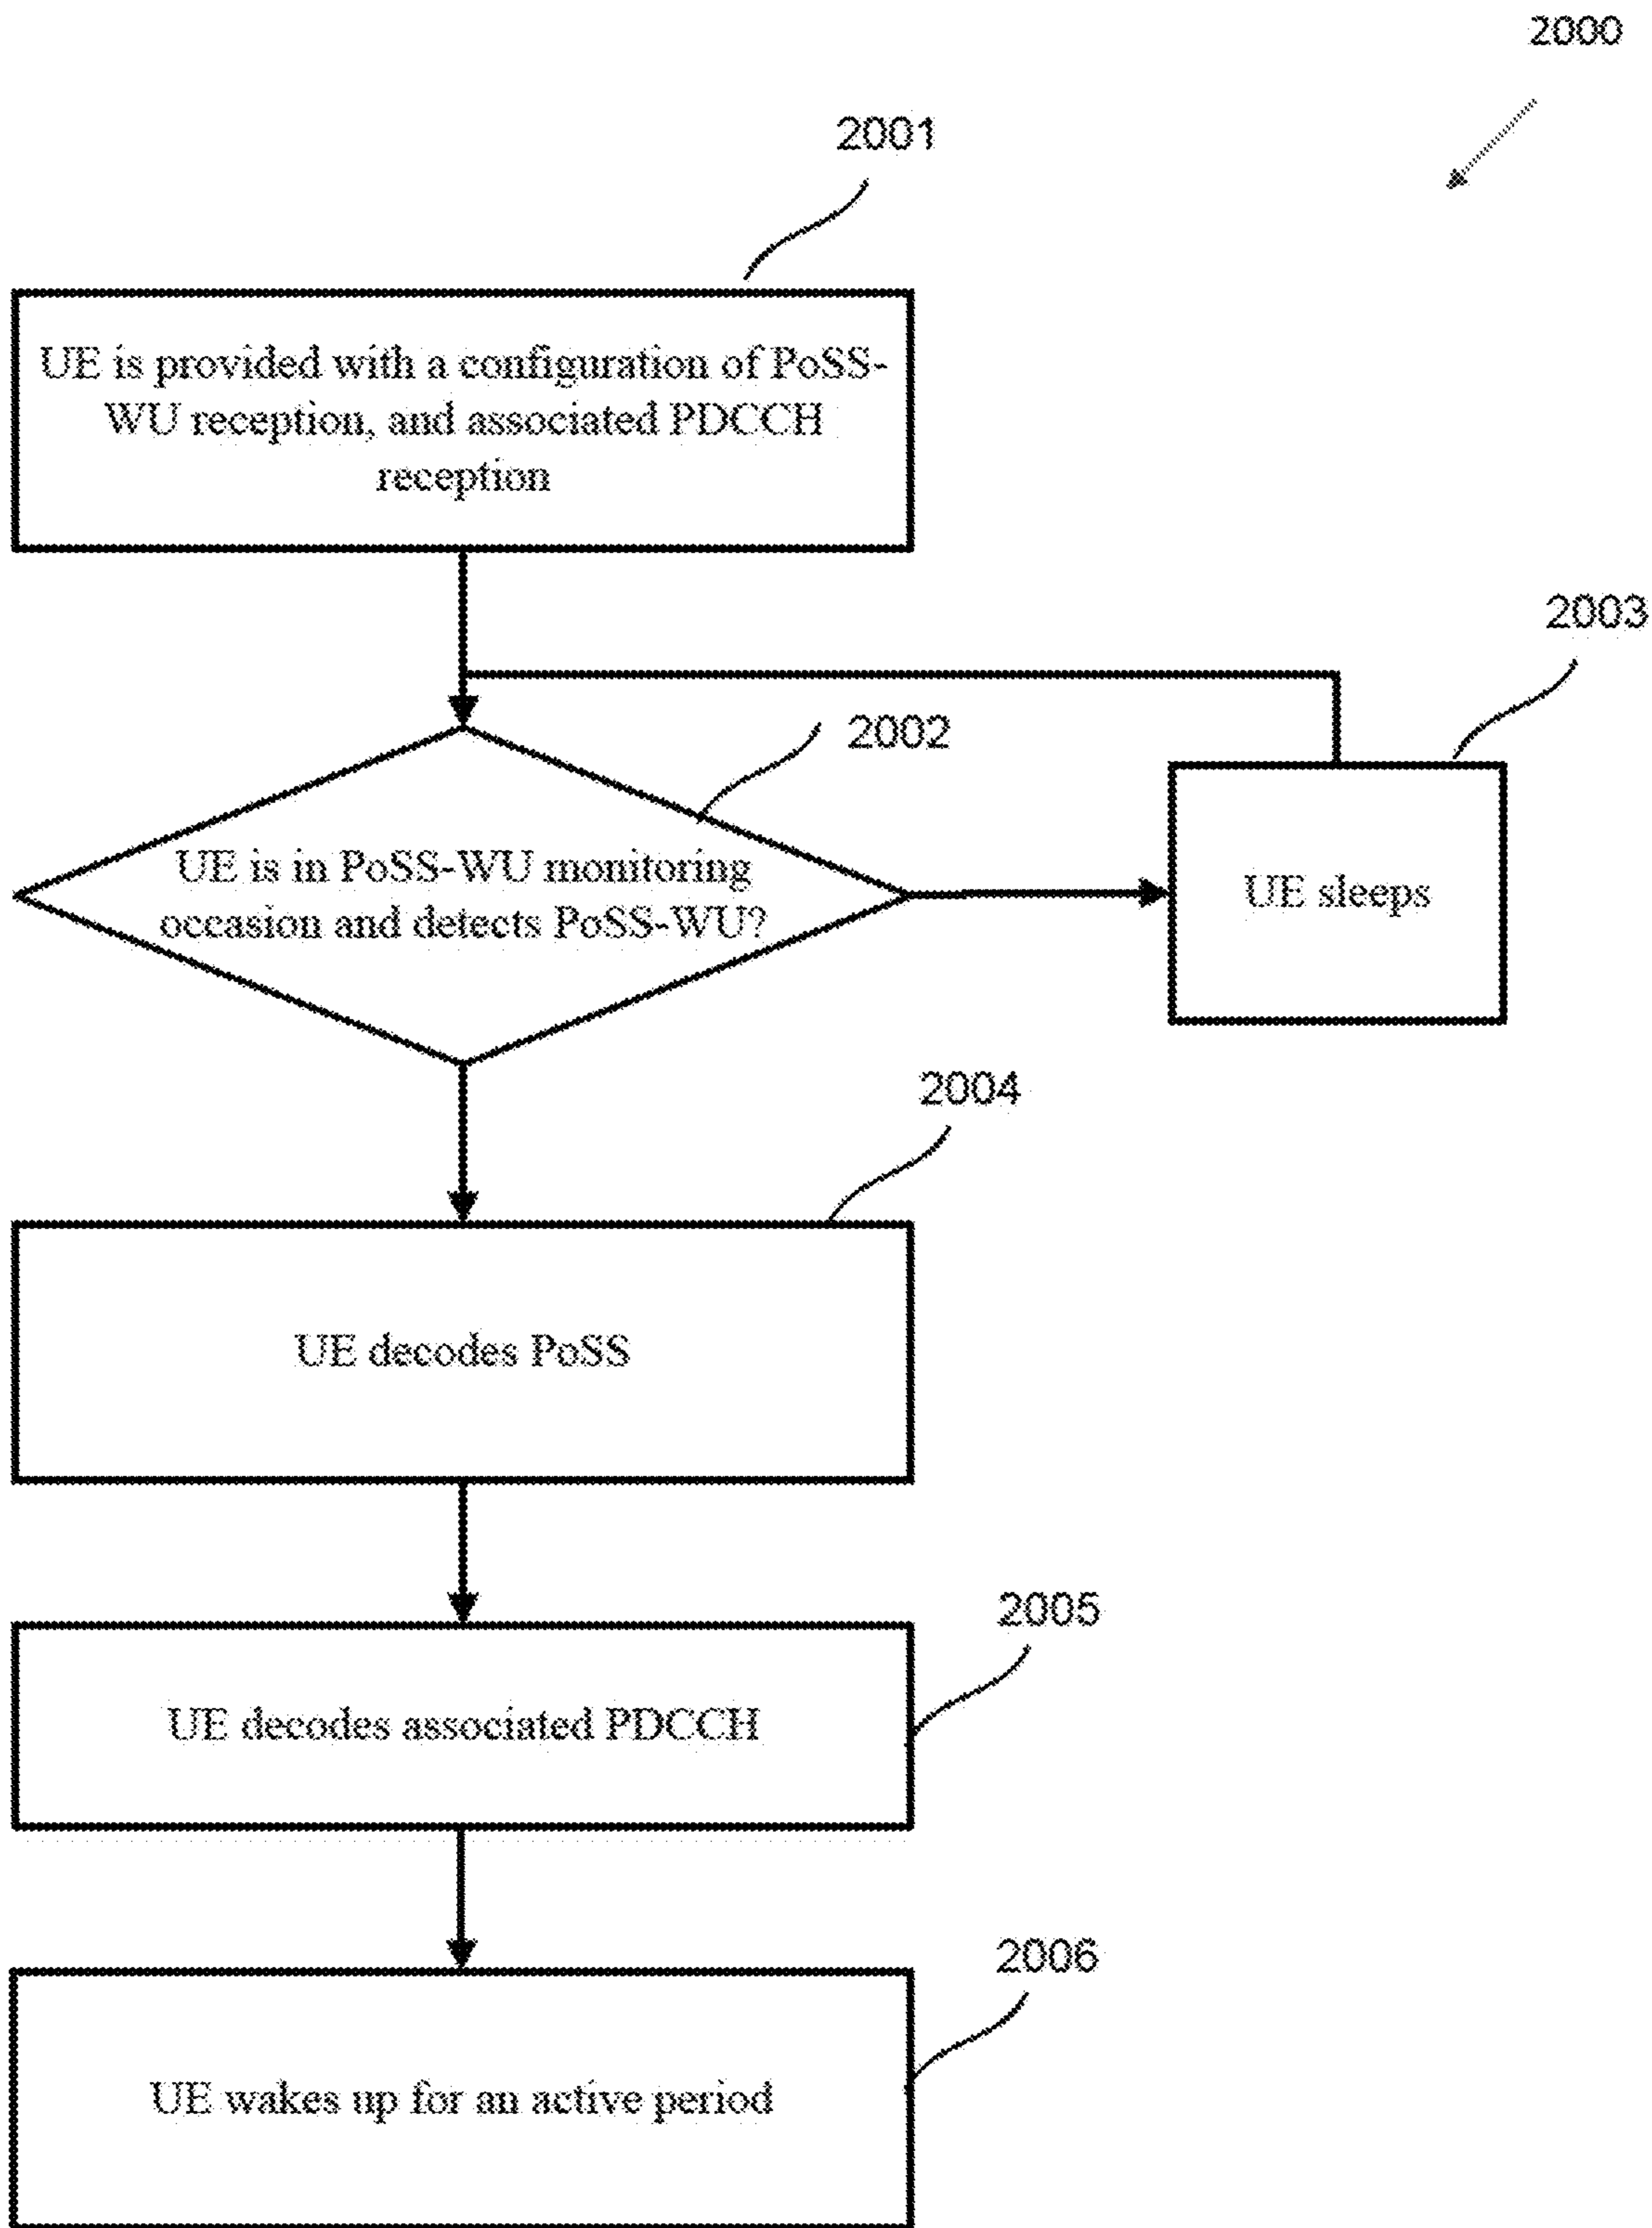 2000
2001
UE is provided with a configuration of PoSS-
WU reception, and associated PDCCH
reception
2003
2002
UE is in PoSS-WU monitoring
occasion and detects PoSS-WU?
UE sleeps
2004
UE decodes PoSS
2005
UE decodes associated PDCCH
2006
UE wakes up for an active period